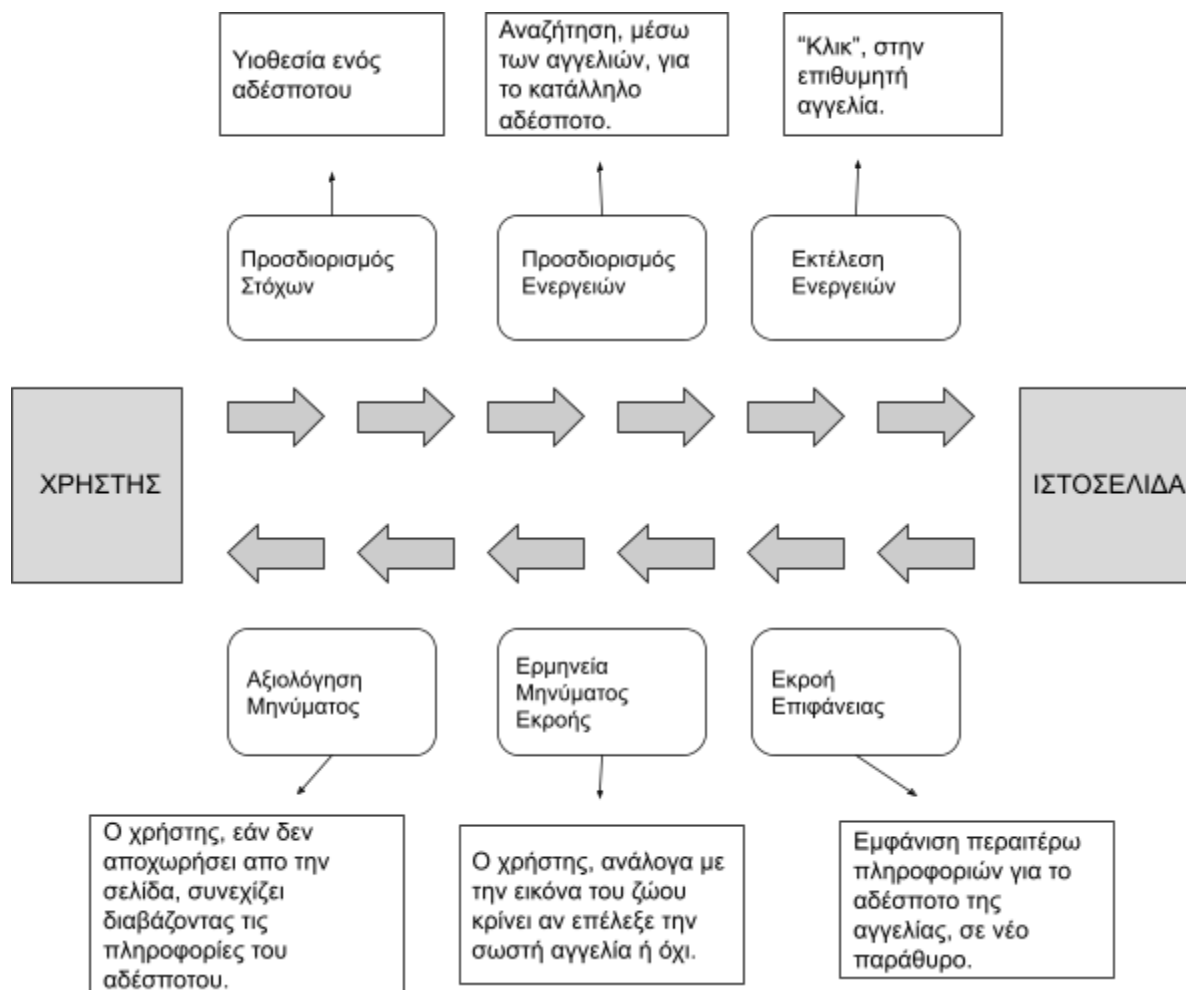 Υιοθεσία ενός
αδέσποτου
Αναζήτηση, μέσω
των αγγελιών, για
το κατάλληλο
αδέσποτο.
“Κλικ”, στην
επιθυμητή
αγγελία.
Προσδιορισμός
Στόχων
Προσδιορισμός
Ενεργειών
Εκτέλεση
Ενεργειών
ΧΡΗΣΤΗΣ
ΙΣΤΟΣΕΛΙΔΑ
Αξιολόγηση
Μηνύματος
Ερμηνεία
Μηνύματος
Εκροής
Εκροή
Επιφάνειας
Ο χρήστης, εάν δεν
αποχωρήσει απο την
σελίδα, συνεχίζει
διαβάζοντας τις
πληροφορίες του
αδέσποτου.
Ο χρήστης, ανάλογα με
την εικόνα του ζώου
κρίνει αν επέλεξε την
σωστή αγγελία ή όχι.
Εμφάνιση περαιτέρω
πληροφοριών για το
αδέσποτο της
αγγελίας, σε νέο
παράθυρο.